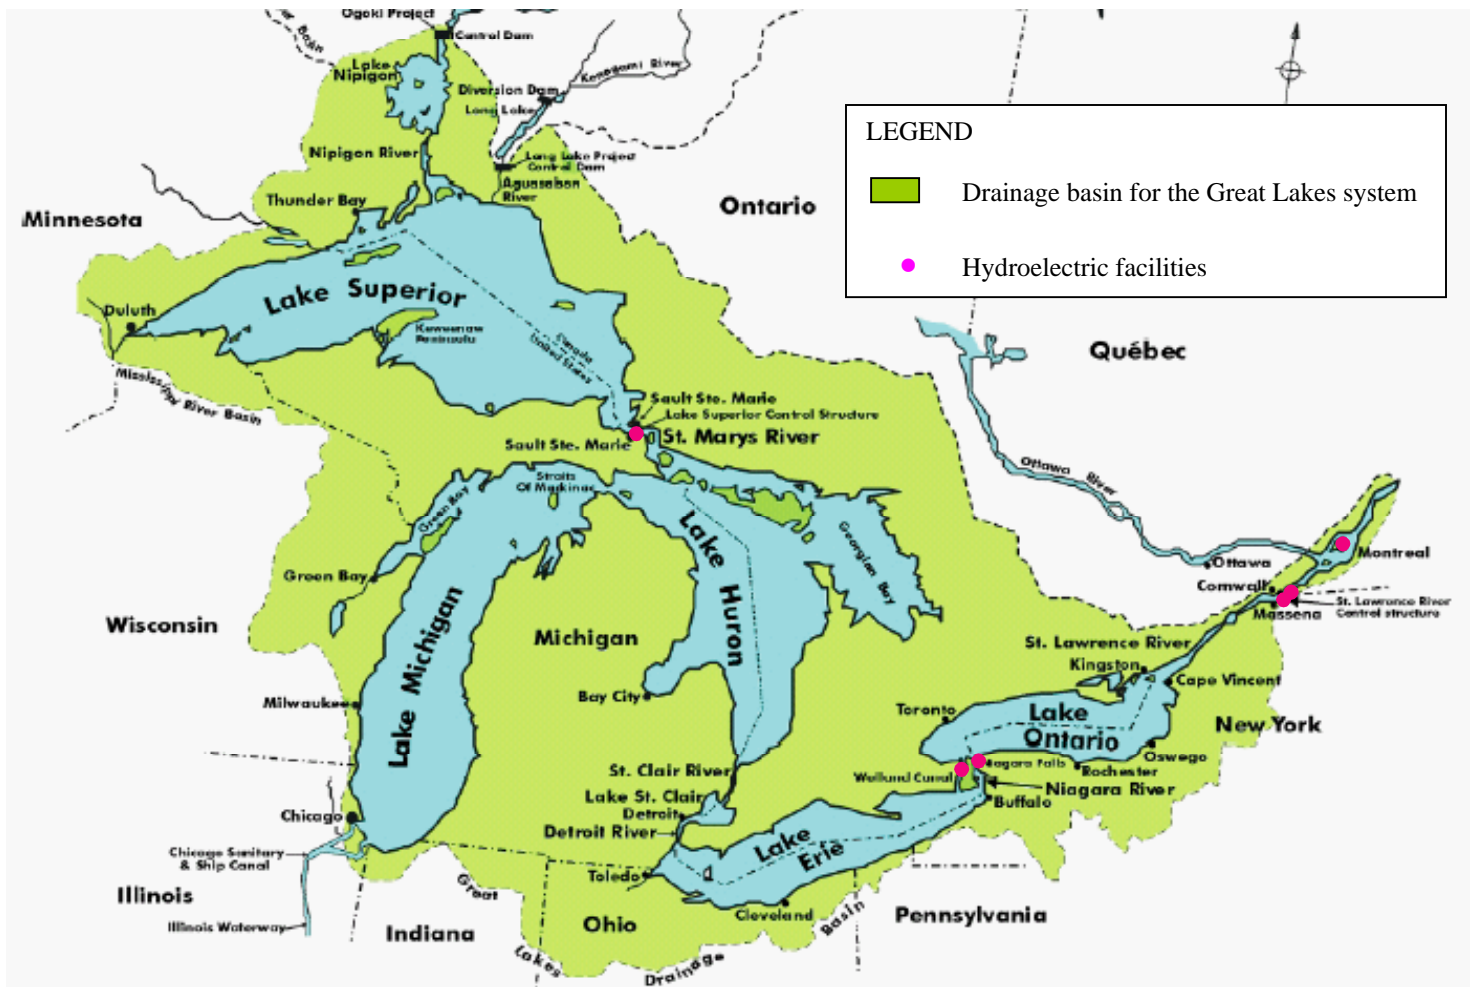 Ogoki Project
Control Dam
River Basin
Lake
Nipigon
Kenogami River
Diversion Dam
Long Lake
LEGEND
Drainage basin for the Great Lakes system
Hydroelectric facilities
Nipigon River
Long Lake Project
Control Dam
Aguasabon
River
Thunder Bay
Minnesota
Ontario
Lake Superior
Duluth
Keweenaw
Peninsula
Canada
United States
Québec
Mississippi River Basin
Sault Ste. Marie
Lake Superior Control Structure
St. Marys River
Sault Ste. Marie
Straits
Of Mackinac
Green Bay
Ottawa River
Lake Huron
Georgian Bay
Green Bay
Ottawa
Montreal
Cornwall
Massena
St. Lawrence River
Control structure
Wisconsin
Michigan
Lake Michigan
St. Lawrence River
Kingston
Cape Vincent
Bay City
Milwaukee
Toronto
Lake
Ontario
New York
Oswego
Rochester
Niagara Falls
Welland Canal
Niagara River
Buffalo
St. Clair River
Lake St. Clair
Detroit
Detroit River
Chicago
Chicago Sanitary
& Ship Canal
Lake
Erie
Toledo
Cleveland
Illinois
Illinois Waterway
Indiana
Ohio
Pennsylvania
Great
Lakes
Drainage
Basin